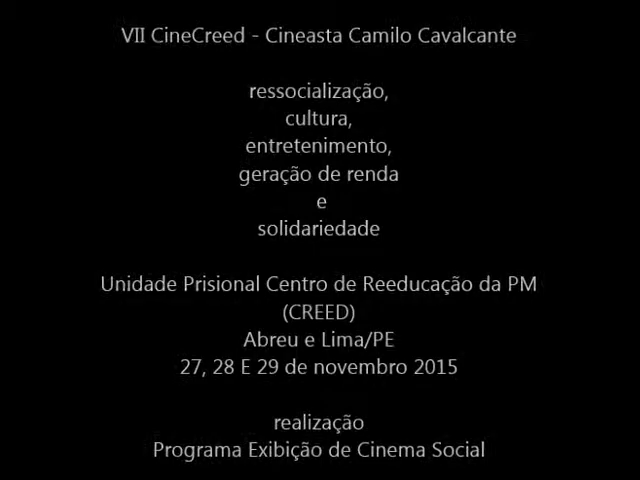 VII CineCreed - Cineasta Camilo Cavalcante
ressocialização,
cultura,
entretenimento,
geração de renda
e
solidariedade
Unidade Prisional Centro de Reeducação da PM
(CREED)
Abreu e Lima/PE
27, 28 E 29 de novembro 2015
realização
Programa Exibição de Cinema Social